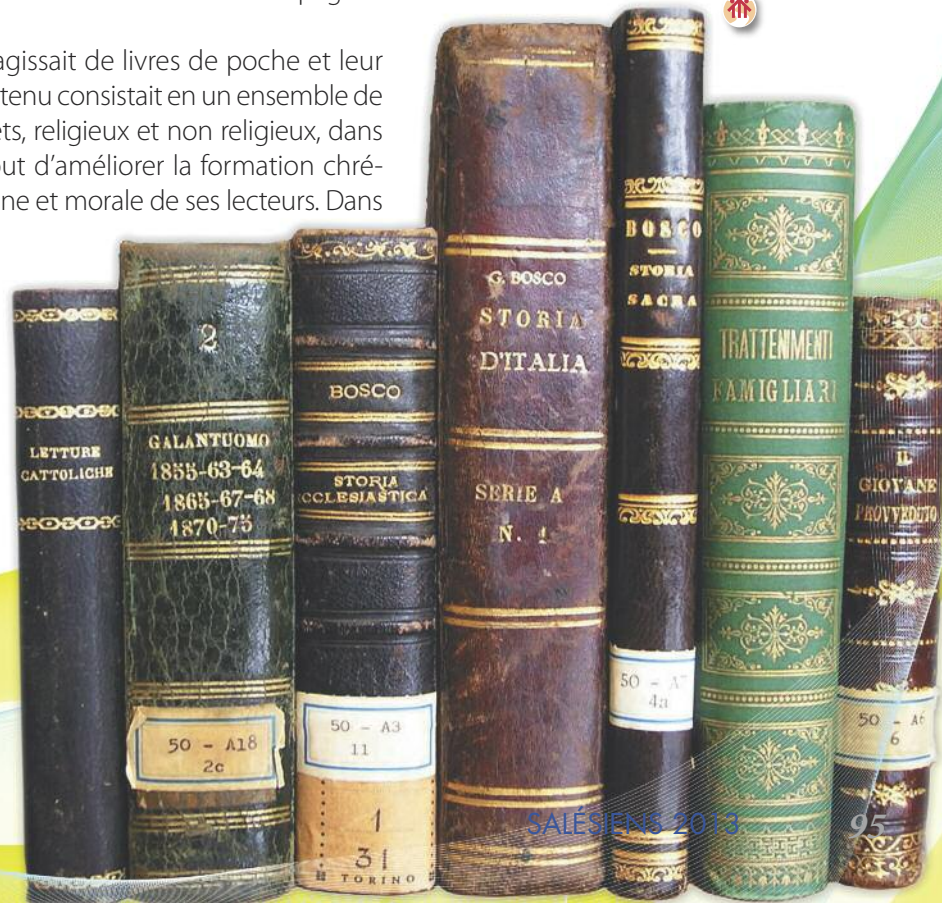 agissait de livres de poche et leur
tenu consistait en un ensemble de
ets, religieux et non religieux, dans
out d'améliorer la formation chré-
ne et morale de ses lecteurs. Dans
LETTURE
CATTOLICHE
2
GALANTUOMO
1855-63-64
1865-67-68
1870-75
50 - A18
2c
BOSCO
STORIA
ECCLESIASTICA
50 - A3
11
1
31
TORINO
G. BOSCO
STORIA
D'ITALIA
SERIE A
N. 1
BOSCO
STORIA
SACRA
50 - A7
4a
TRATTENIMENTI
FAMIGLIARI
IL
GIOVANE
PROVVEDUTO
50 - A6
6
SALÉSIENS 2013
95